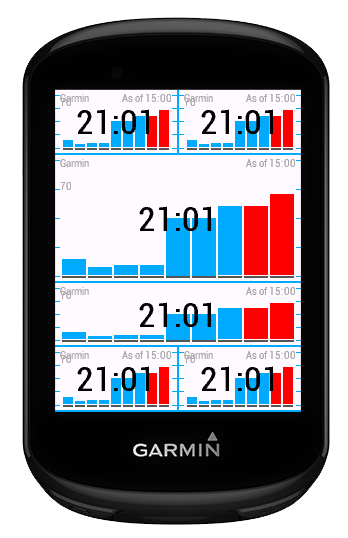 Garmin As of 15:00 Garmin As of 15:00
70 70
21:01 21:01
Garmin As of 15:00
70
21:01
Garmin As of 15:00
70
21:01
Garmin As of 15:00 Garmin As of 15:00
70 70
21:01 21:01
GARMIN